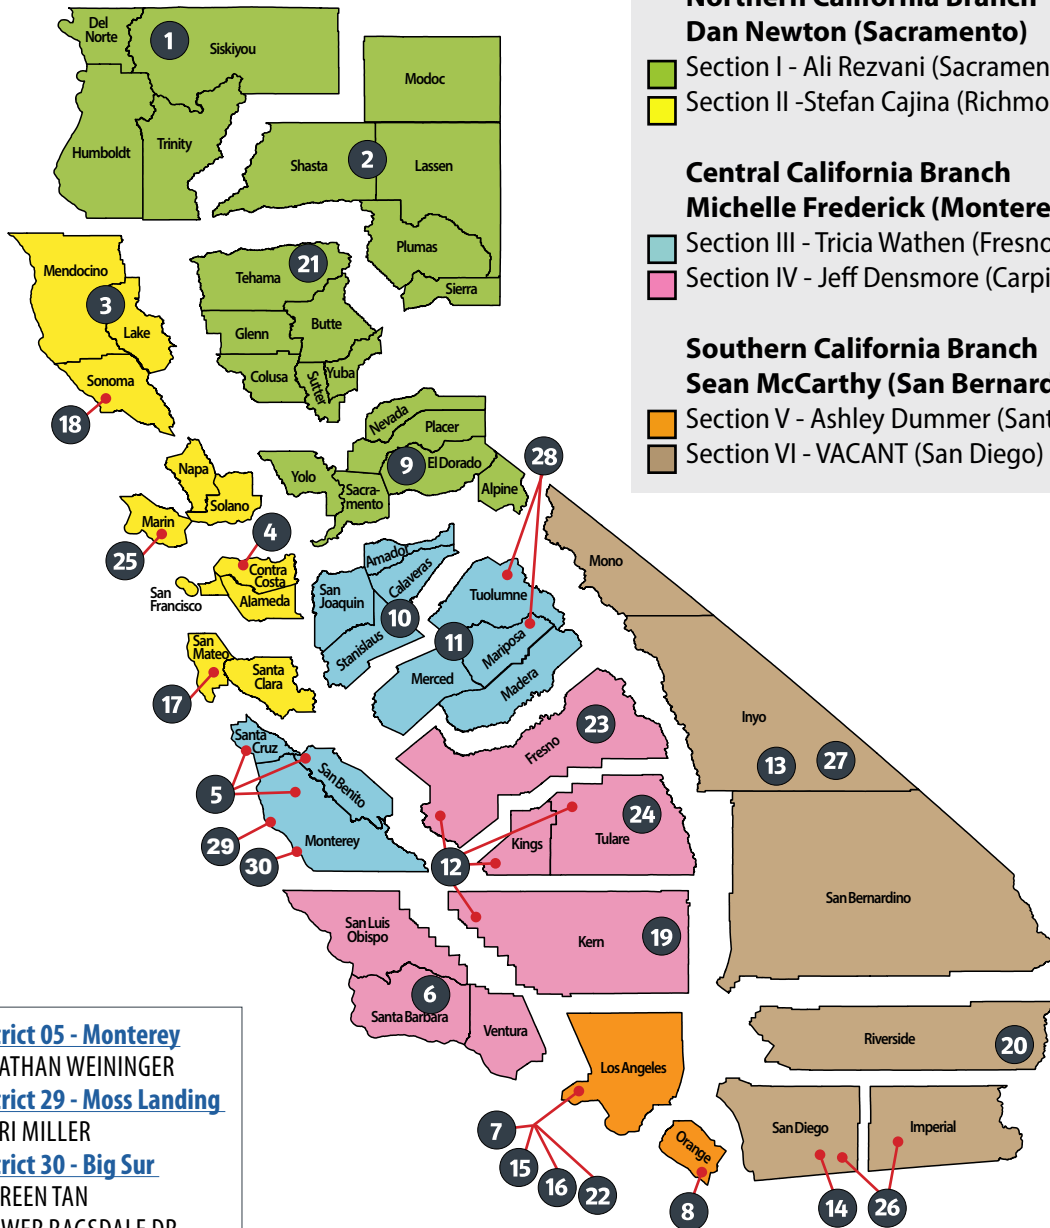 Northern California Branch
Dan Newton (Sacramento)
Section I - Ali Rezvani (Sacramen
Section II -Stefan Cajina (Richmo
Central California Branch
Michelle Frederick (Montere
Section III - Tricia Wathen (Fresno
Section IV - Jeff Densmore (Carpi
Southern California Branch
Sean McCarthy (San Bernard
Section V - Ashley Dummer (Sant
Section VI - VACANT (San Diego)
Del
Norte
1
Siskiyou
Modoc
Humboldt
Trinity
Shasta
2
Lassen
Plumas
Sierra
Mendocino
3
Lake
Sonoma
18
Tehama
21
Glenn
Butte
Colusa
Sutter
Yuba
Nevada
Placer
9
El Dorado
Yolo
Sacra-
mento
Alpine
28
Napa
Solano
Marin
25
4
Contra
Costa
San
Francisco
Alameda
Amador
Calaveras
San
Joaquin
10
Stanislaus
Tuolumne
11
Mariposa
Merced
Madera
Mono
San
Mateo
Santa
Clara
17
Inyo
13
27
Santa
Cruz
San Benito
5
Monterey
29
30
Fresno
23
24
Kings
Tulare
12
San Bernardino
San Luis
Obispo
Kern
19
6
Santa Barbara
Ventura
Los Angeles
Riverside
20
7
15
16
22
Orange
8
San Diego
Imperial
14
26
trict 05 - Monterey
ATHAN WEININGER
trict 29 - Moss Landing
RI MILLER
trict 30 - Big Sur
REEN TAN
WER RAGSDALE DR